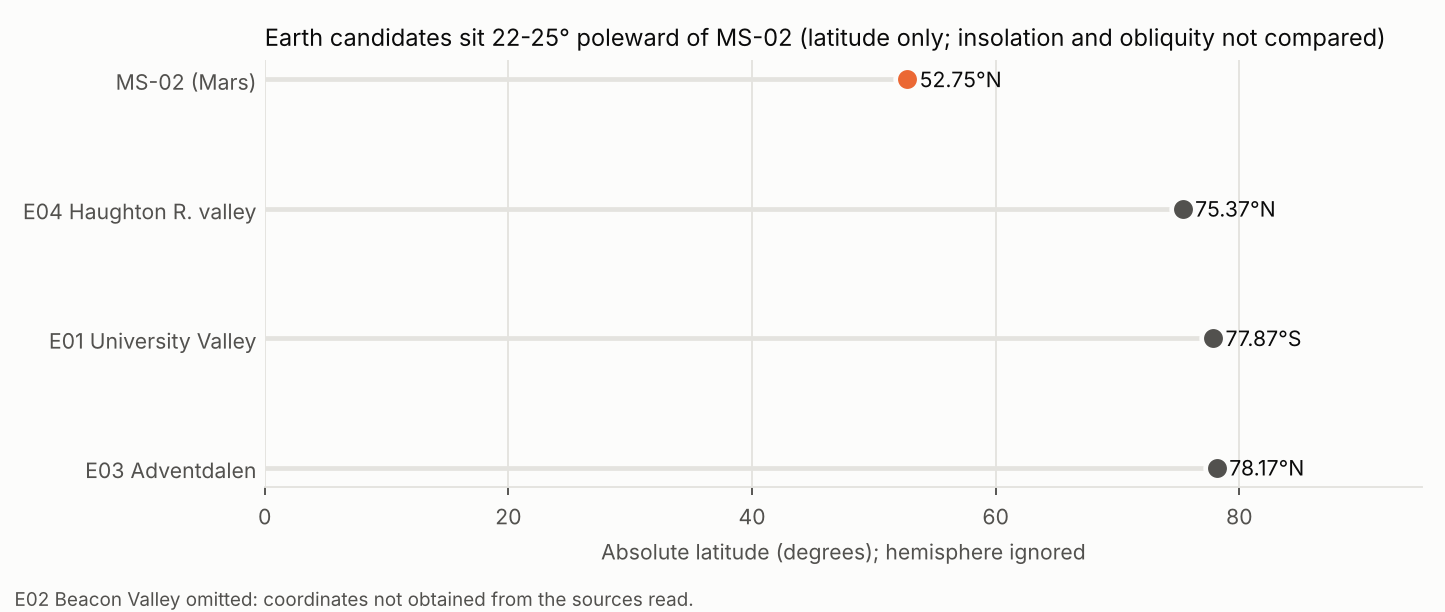 Earth candidates sit 22-25° poleward of MS-02 (latitude only; insolation and obliquity not compared)
MS-02 (Mars)
52.75°N
E04 Haughton R. valley
75.37°N
E01 University Valley
77.87°S
E03 Adventdalen
78.17°N
0
20
40
60
80
Absolute latitude (degrees); hemisphere ignored
E02 Beacon Valley omitted: coordinates not obtained from the sources read.